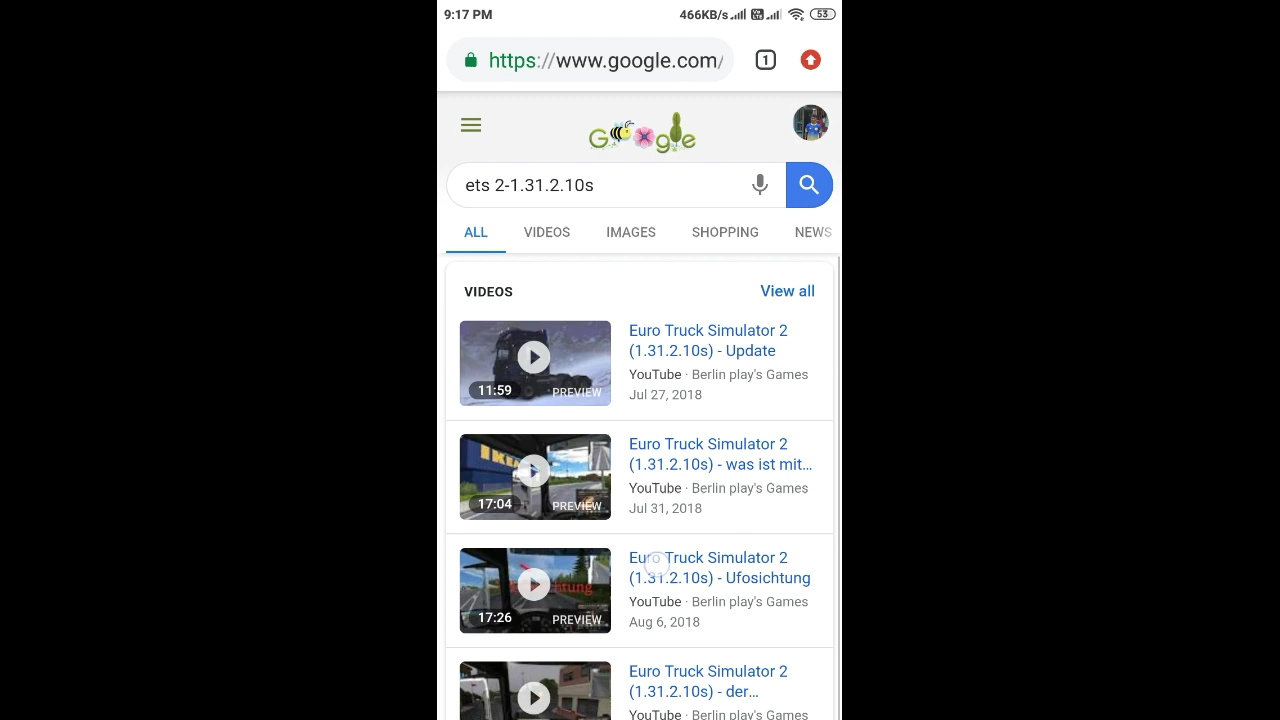 9:17 PM
466KB/s
53
https://www.google.com/
1
Google
ets 2-1.31.2.10s
ALL
VIDEOS
IMAGES
SHOPPING
NEWS
VIDEOS
View all
11:59
PREVIEW
Euro Truck Simulator 2
(1.31.2.10s) - Update
YouTube · Berlin play's Games
Jul 27, 2018
17:04
PREVIEW
Euro Truck Simulator 2
(1.31.2.10s) - was ist mit...
YouTube · Berlin play's Games
Jul 31, 2018
17:26
PREVIEW
Euro Truck Simulator 2
(1.31.2.10s) - Ufosichtung
YouTube · Berlin play's Games
Aug 6, 2018
Euro Truck Simulator 2
(1.31.2.10s) - der...
YouTube · Berlin play's Games